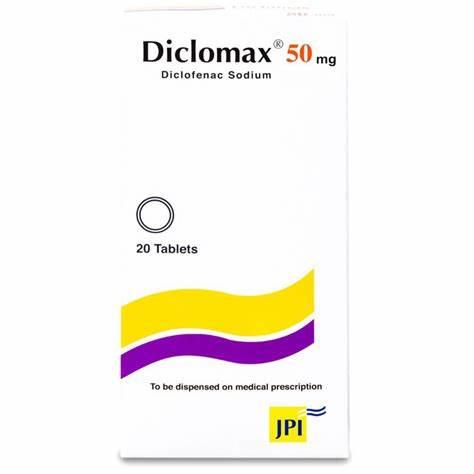 Diclomax® 50 mg
Diclofenac Sodium
20 Tablets
To be dispensed on medical prescription
JPI